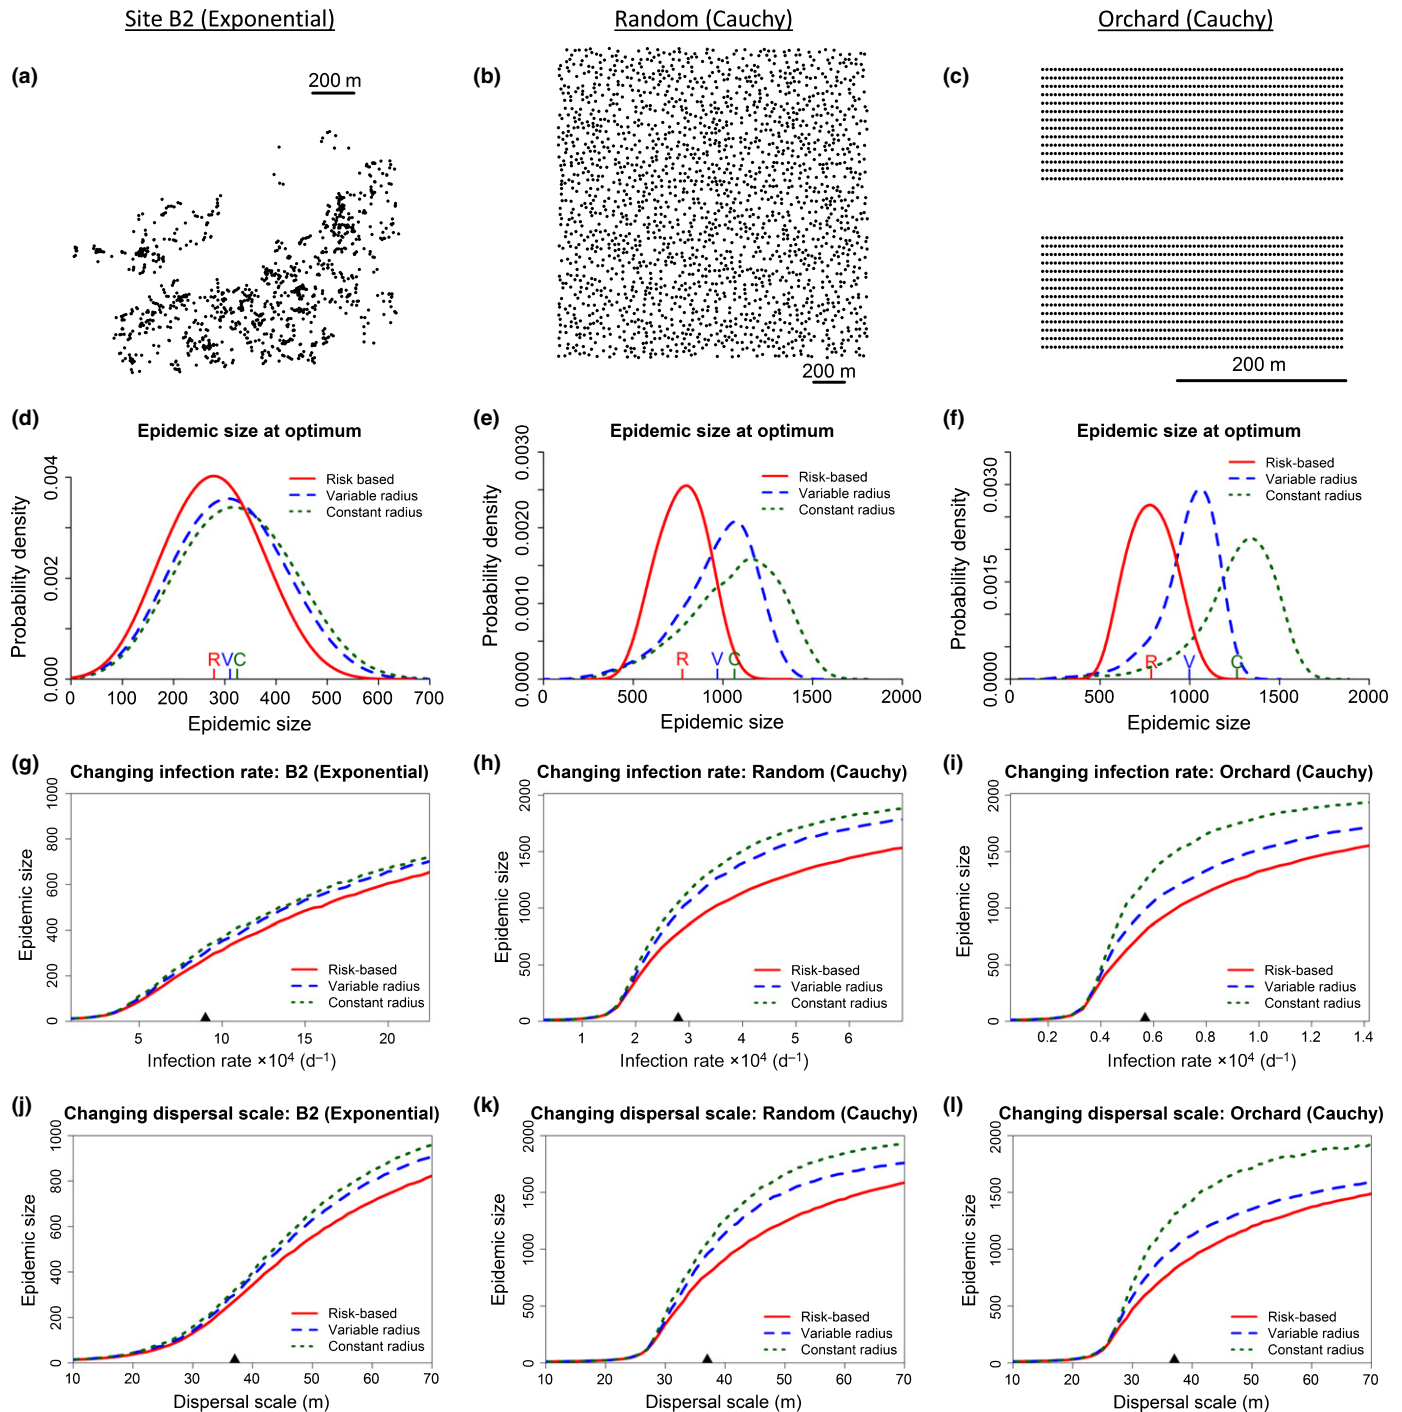 Site B2 (Exponential)
Random (Cauchy)
Orchard (Cauchy)
(a)
200 m
(b)
200 m
(c)
200 m
(d)
Epidemic size at optimum
Probability density
0.000 0.002 0.004
Risk based
Variable radius
Constant radius
R V C
0 100 200 300 400 500 600 700
Epidemic size
(e)
Epidemic size at optimum
Probability density
0.0000 0.0010 0.0020 0.0030
Risk-based
Variable radius
Constant radius
R V C
0 500 1000 1500 2000
Epidemic size
(f)
Epidemic size at optimum
Probability density
0.0000 0.0015 0.0030
Risk-based
Variable radius
Constant radius
R V C
0 500 1000 1500 2000
Epidemic size
(g)
Changing infection rate: B2 (Exponential)
Epidemic size
0 200 400 600 800 1000
Risk-based
Variable radius
Constant radius
5 10 15 20
Infection rate ×10⁴ (d⁻¹)
(h)
Changing infection rate: Random (Cauchy)
Epidemic size
0 500 1000 1500 2000
Risk-based
Variable radius
Constant radius
1 2 3 4 5 6
Infection rate ×10⁴ (d⁻¹)
(i)
Changing infection rate: Orchard (Cauchy)
Epidemic size
0 500 1000 1500 2000
Risk-based
Variable radius
Constant radius
0.2 0.4 0.6 0.8 1.0 1.2 1.4
Infection rate ×10⁴ (d⁻¹)
(j)
Changing dispersal scale: B2 (Exponential)
Epidemic size
0 200 400 600 800 1000
Risk-based
Variable radius
Constant radius
10 20 30 40 50 60 70
Dispersal scale (m)
(k)
Changing dispersal scale: Random (Cauchy)
Epidemic size
0 500 1000 1500 2000
Risk-based
Variable radius
Constant radius
10 20 30 40 50 60 70
Dispersal scale (m)
(l)
Changing dispersal scale: Orchard (Cauchy)
Epidemic size
0 500 1000 1500 2000
Risk-based
Variable radius
Constant radius
10 20 30 40 50 60 70
Dispersal scale (m)